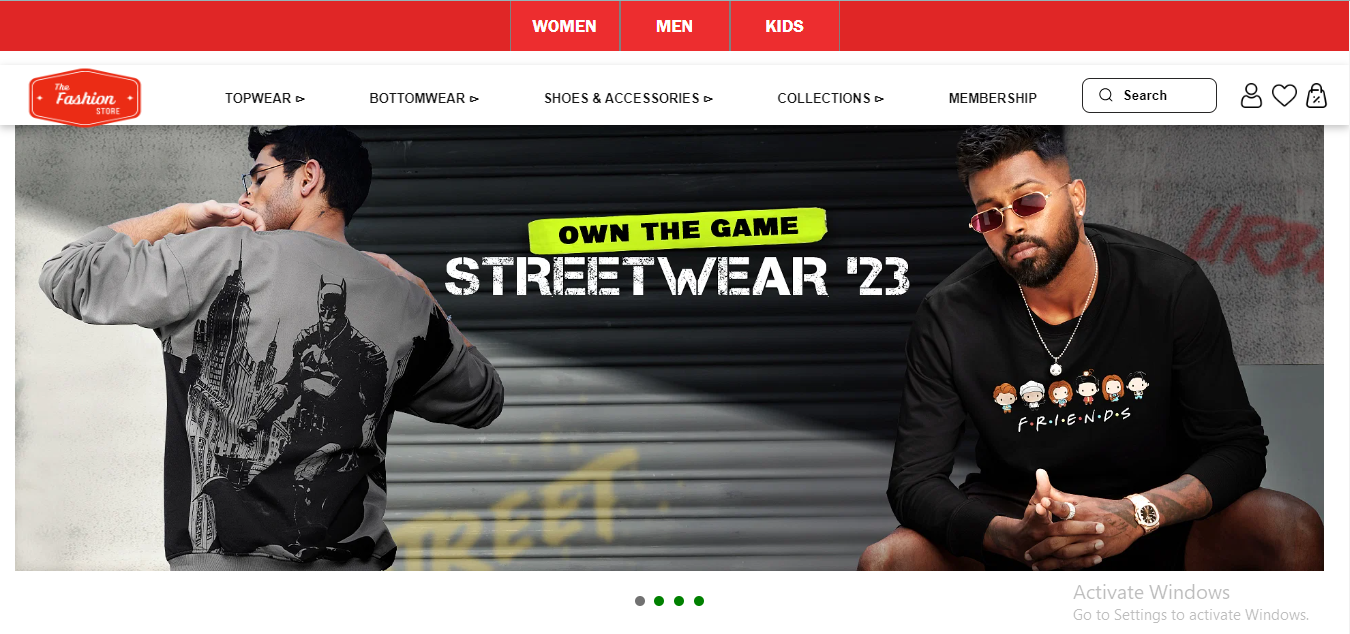 WOMEN MEN KIDS
The
Fashion
STORE
TOPWEAR ⊳ BOTTOMWEAR ⊳ SHOES & ACCESSORIES ⊳ COLLECTIONS ⊳ MEMBERSHIP Search
OWN THE GAME
STREETWEAR '23
URBA
F·R·I·E·N·D·S
STREET
Activate Windows
Go to Settings to activate Windows.